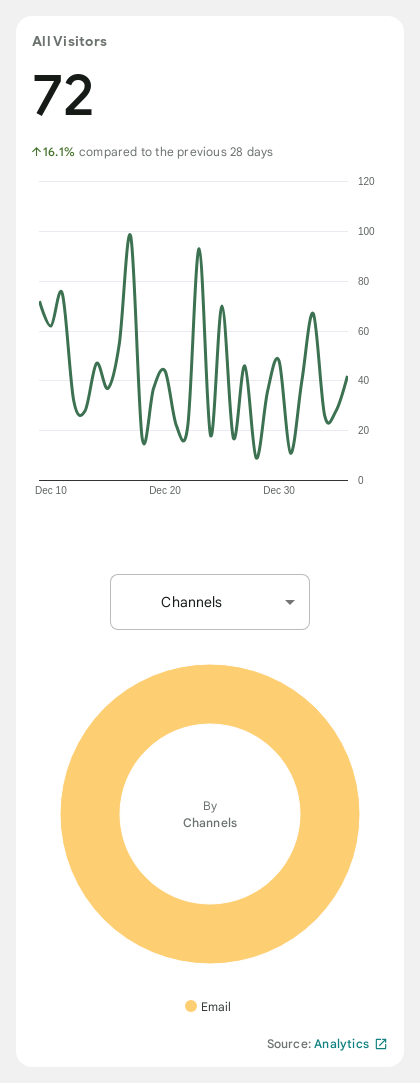 All Visitors
72
↑16.1% compared to the previous 28 days
120
100
80
60
40
20
0
Dec 10 Dec 20 Dec 30
Channels
By
Channels
Email
Source: Analytics